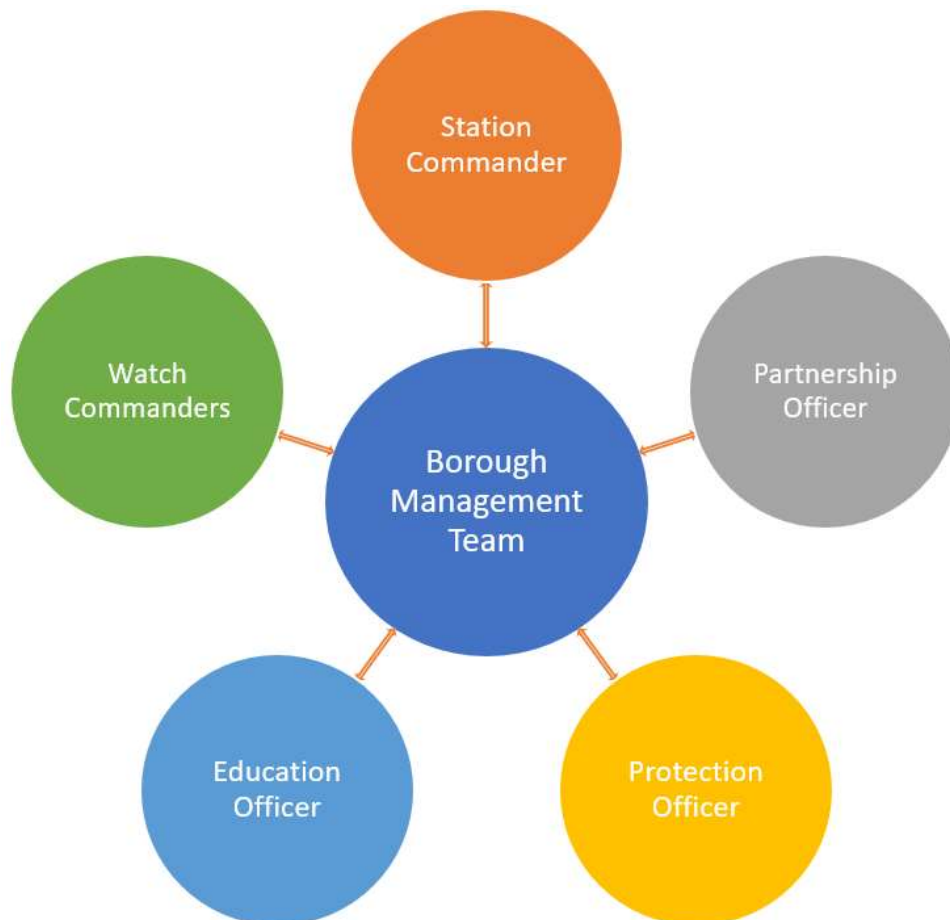 Station
Commander
Watch
Commanders
Partnership
Officer
Borough
Management
Team
Education
Officer
Protection
Officer